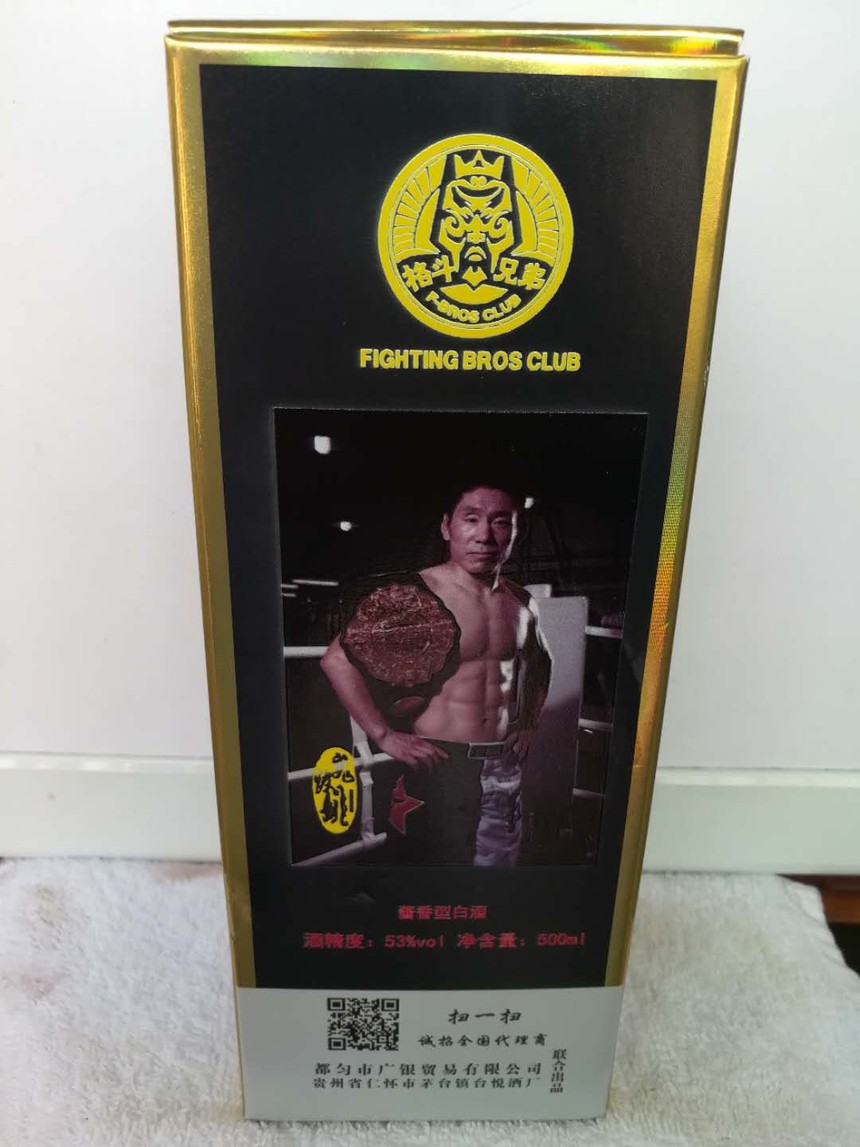 格斗兄弟
F-BROS CLUB
FIGHTING BROS CLUB
酱香型白酒
酒精度：53%vol 净含量：500ml
扫一扫
诚招全国代理商
都匀市广银贸易有限公司
贵州省仁怀市茅台镇台悦酒厂
联合出品